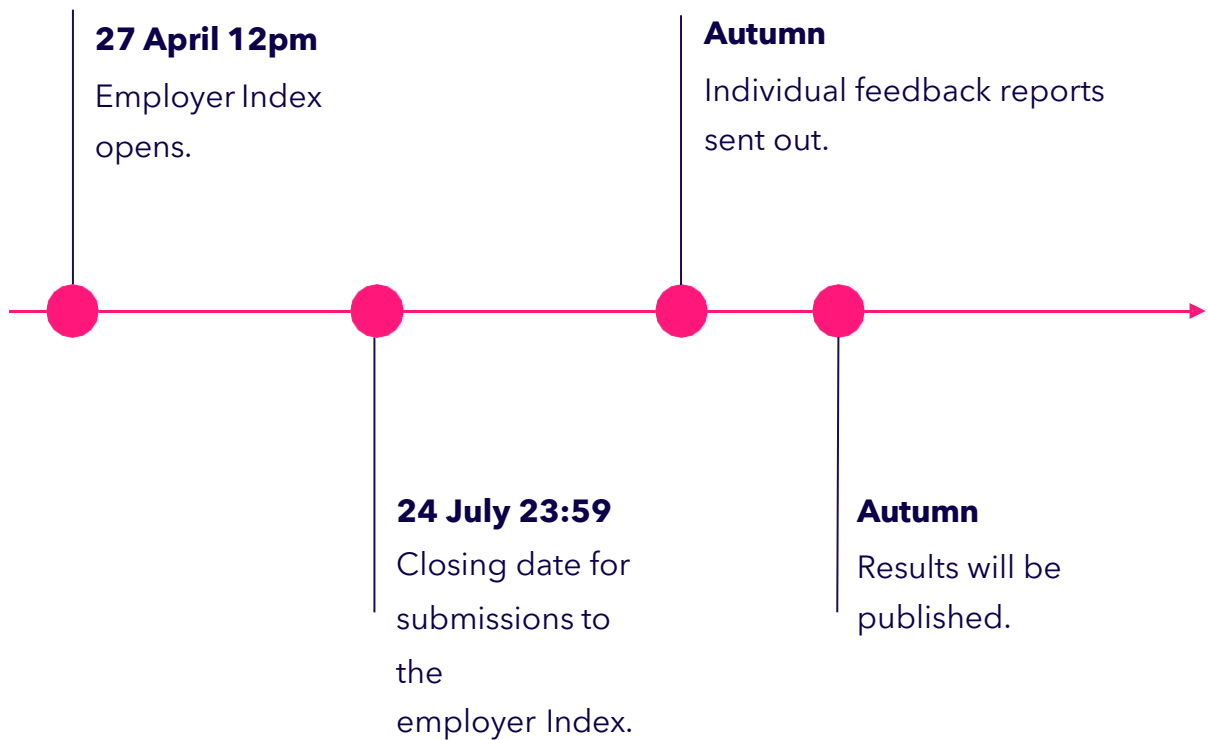 27 April 12pm
Employer Index
opens.
24 July 23:59
Closing date for
submissions to
the
employer Index.
Autumn
Individual feedback reports
sent out.
Autumn
Results will be
published.